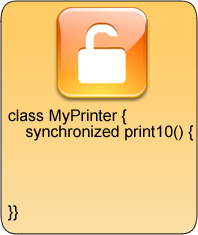 class MyPrinter {
synchronized print10() {
}}